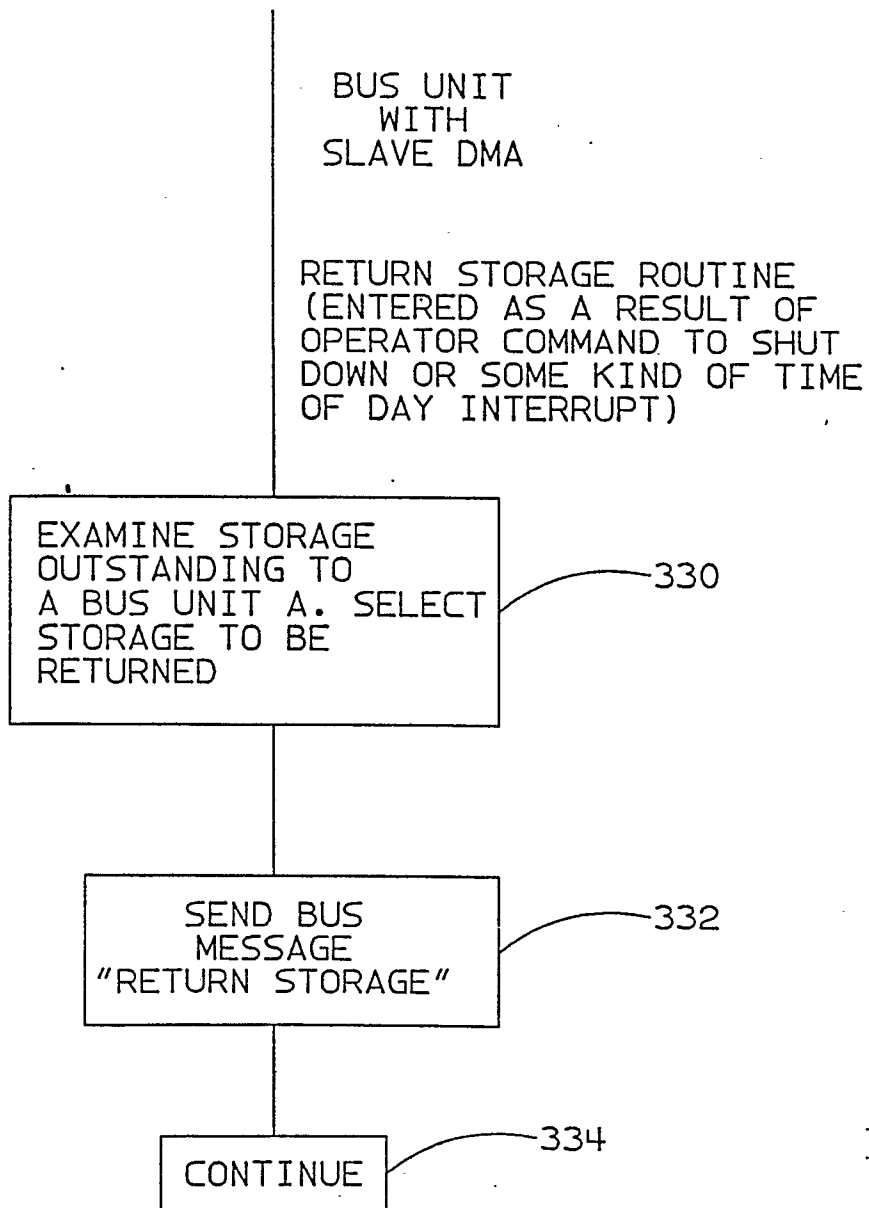 BUS UNIT
WITH
SLAVE DMA
RETURN STORAGE ROUTINE
(ENTERED AS A RESULT OF
OPERATOR COMMAND TO SHUT
DOWN OR SOME KIND OF TIME
OF DAY INTERRUPT)
EXAMINE STORAGE
OUTSTANDING TO
A BUS UNIT A. SELECT
STORAGE TO BE
RETURNED
330
SEND BUS
MESSAGE
"RETURN STORAGE"
332
CONTINUE
334